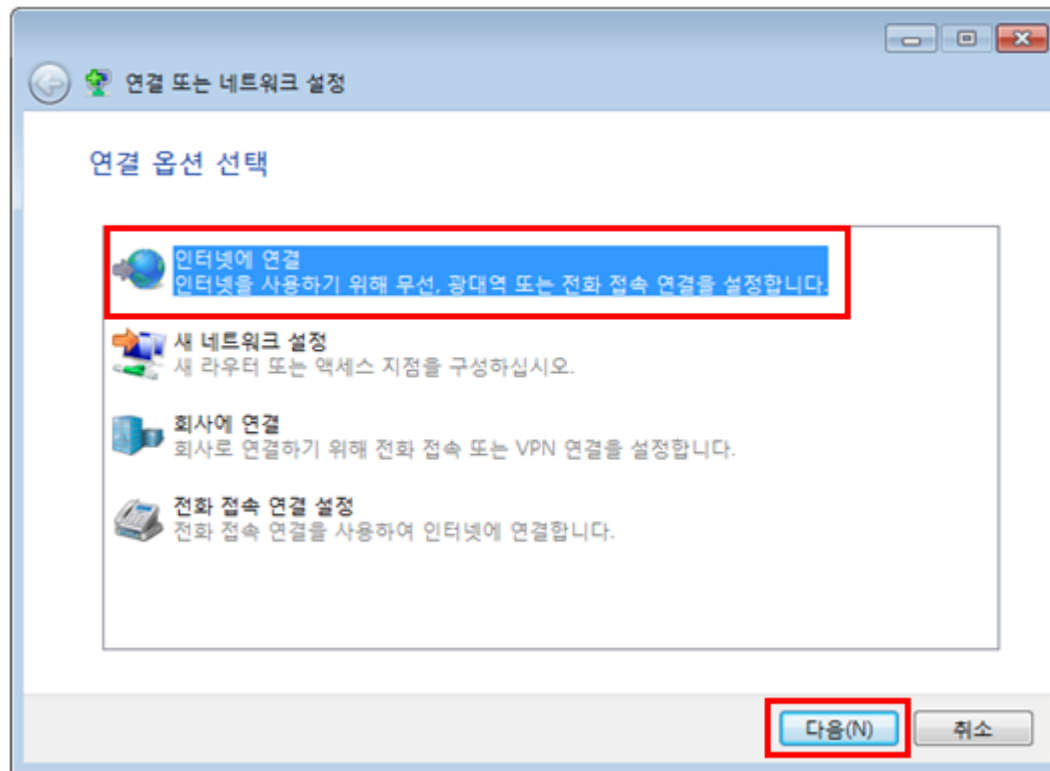 연결 또는 네트워크 설정
연결 옵션 선택
인터넷에 연결
인터넷을 사용하기 위해 무선, 광대역 또는 전화 접속 연결을 설정합니다.
새 네트워크 설정
새 라우터 또는 액세스 지점을 구성하십시오.
회사에 연결
회사로 연결하기 위해 전화 접속 또는 VPN 연결을 설정합니다.
전화 접속 연결 설정
전화 접속 연결을 사용하여 인터넷에 연결합니다.
다음(N) 취소